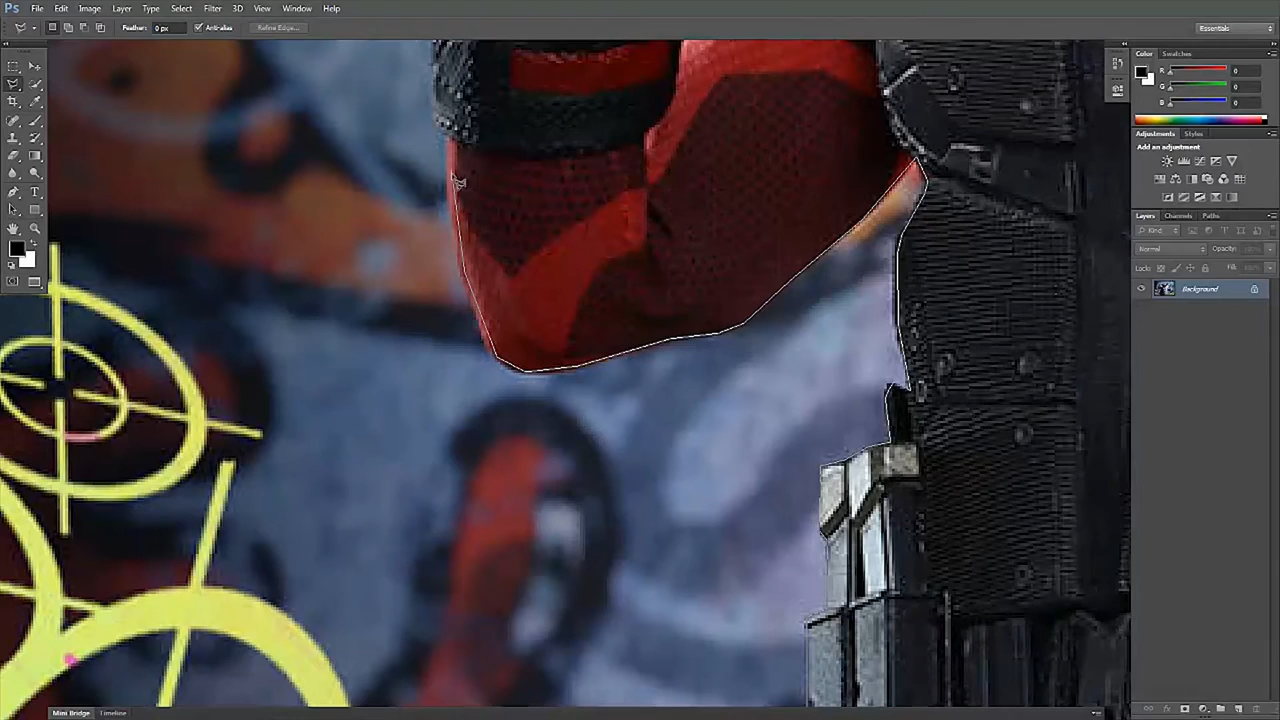 Ps File Edit Image Layer Type Select Filter 3D View Window Help
Feather: 0 px Anti-alias Refine Edge... Essentials
Color Swatches
R 0
G 0
B 0
Adjustments Styles
Add an adjustment
Layers Channels Paths
Kind
Normal Opacity:
Lock: Fill:
Background
Mini Bridge Timeline